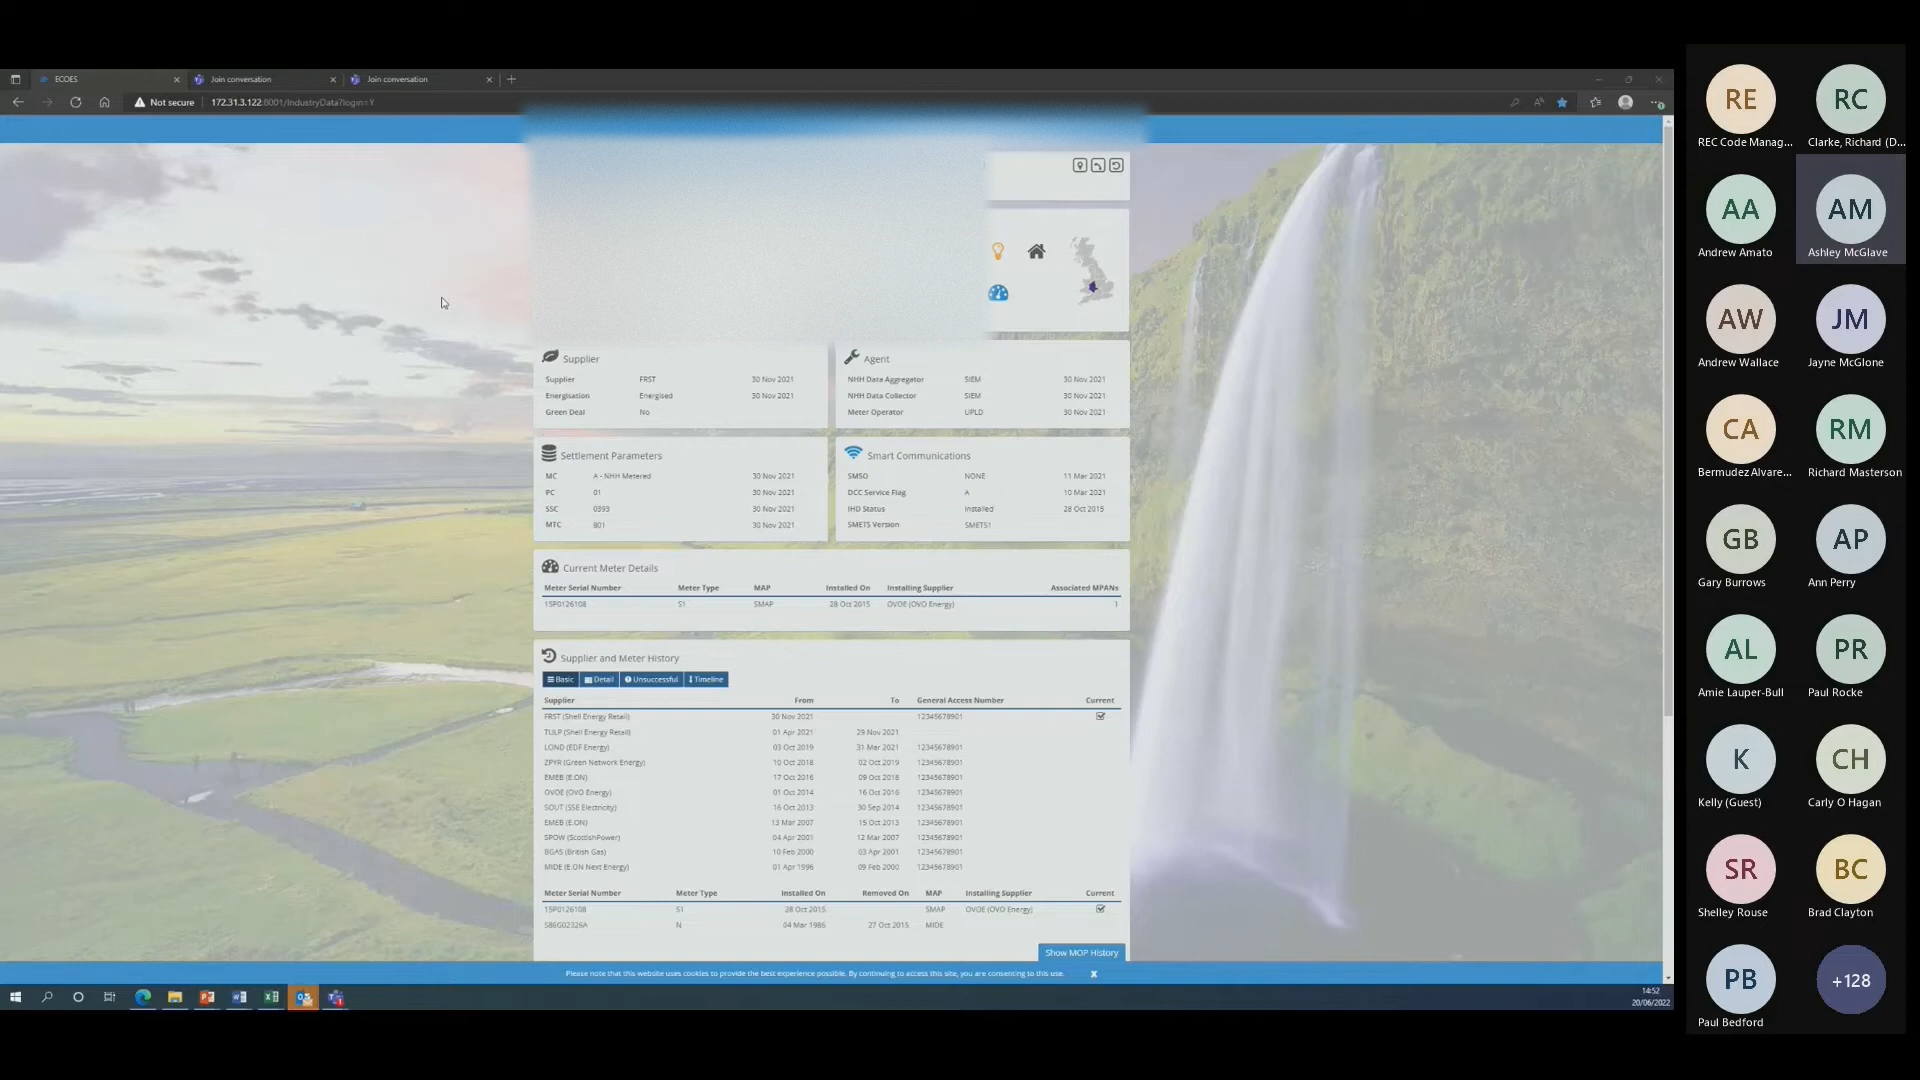 ECOES
Join conversation
Join conversation
Not secure
172.31.3.122:8001/IndustryData?login=Y
Supplier
Supplier FRST 30 Nov 2021
Energisation Energised 30 Nov 2021
Green Deal No
Agent
NHH Data Aggregator SIEM 30 Nov 2021
NHH Data Collector SIEM 30 Nov 2021
Meter Operator UPLD 30 Nov 2021
Settlement Parameters
MC A - NHH Metered 30 Nov 2021
PC 01 30 Nov 2021
SSC 0393 30 Nov 2021
MTC 801 30 Nov 2021
Smart Communications
SMSO NONE 11 Mar 2021
DCC Service Flag A 10 Mar 2021
IHD Status Installed 28 Oct 2015
SMETS Version SMETS1
Current Meter Details
Meter Serial Number Meter Type MAP Installed On Installing Supplier Associated MPANs
15P0126108 S1 SMAP 28 Oct 2015 OVOE (OVO Energy) 1
Supplier and Meter History
Basic Detail Unsuccessful Timeline
Supplier From To General Access Number Current
FRST (Shell Energy Retail) 30 Nov 2021 12345678901
TULP (Shell Energy Retail) 01 Apr 2021 29 Nov 2021
LOND (EDF Energy) 03 Oct 2019 31 Mar 2021 12345678901
ZPYR (Green Network Energy) 10 Oct 2018 02 Oct 2019 12345678901
EMEB (E.ON) 17 Oct 2016 09 Oct 2018 12345678901
OVOE (OVO Energy) 01 Oct 2014 16 Oct 2016 12345678901
SOUT (SSE Electricity) 16 Oct 2013 30 Sep 2014 12345678901
EMEB (E.ON) 13 Mar 2007 15 Oct 2013 12345678901
SPOW (ScottishPower) 04 Apr 2001 12 Mar 2007 12345678901
BGAS (British Gas) 10 Feb 2000 03 Apr 2001 12345678901
MIDE (E.ON Next Energy) 01 Apr 1996 09 Feb 2000 12345678901
Meter Serial Number Meter Type Installed On Removed On MAP Installing Supplier Current
15P0126108 S1 28 Oct 2015 SMAP OVOE (OVO Energy)
S86G02326A N 04 Mar 1986 27 Oct 2015 MIDE
Show MOP History
Please note that this website uses cookies to provide the best experience possible. By continuing to access this site, you are consenting to this use. X
14:52
20/06/2022
RE RC
REC Code Manag... Clarke, Richard (D...
AA AM
Andrew Amato Ashley McGlave
AW JM
Andrew Wallace Jayne McGlone
CA RM
Bermudez Alvare... Richard Masterson
GB AP
Gary Burrows Ann Perry
AL PR
Amie Lauper-Bull Paul Rocke
K CH
Kelly (Guest) Carly O Hagan
SR BC
Shelley Rouse Brad Clayton
PB +128
Paul Bedford